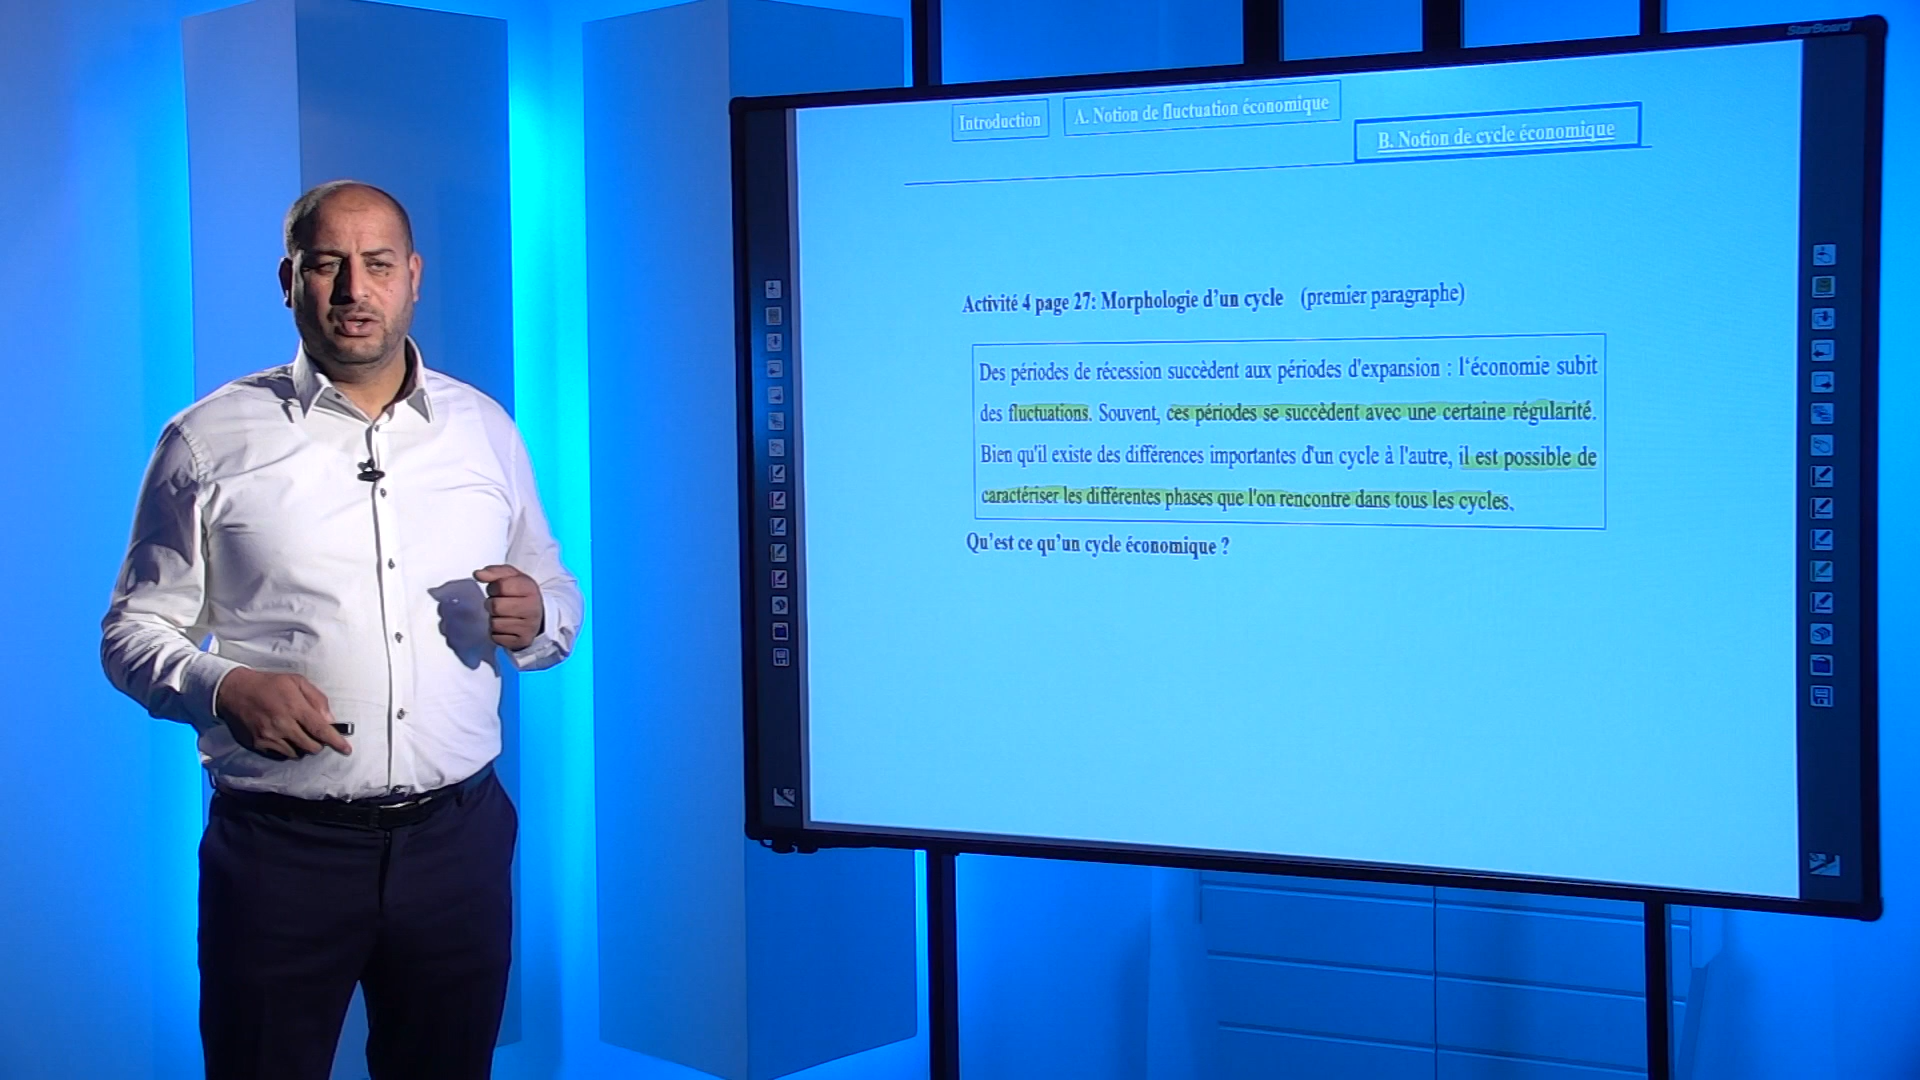 StarBoard
Introduction
A. Notion de fluctuation économique
B. Notion de cycle économique
Activité 4 page 27: Morphologie d’un cycle (premier paragraphe)
Des périodes de récession succèdent aux périodes d'expansion : l‘économie subit
des fluctuations. Souvent, ces périodes se succèdent avec une certaine régularité.
Bien qu'il existe des différences importantes d'un cycle à l'autre, il est possible de
caractériser les différentes phases que l'on rencontre dans tous les cycles.
Qu’est ce qu’un cycle économique ?